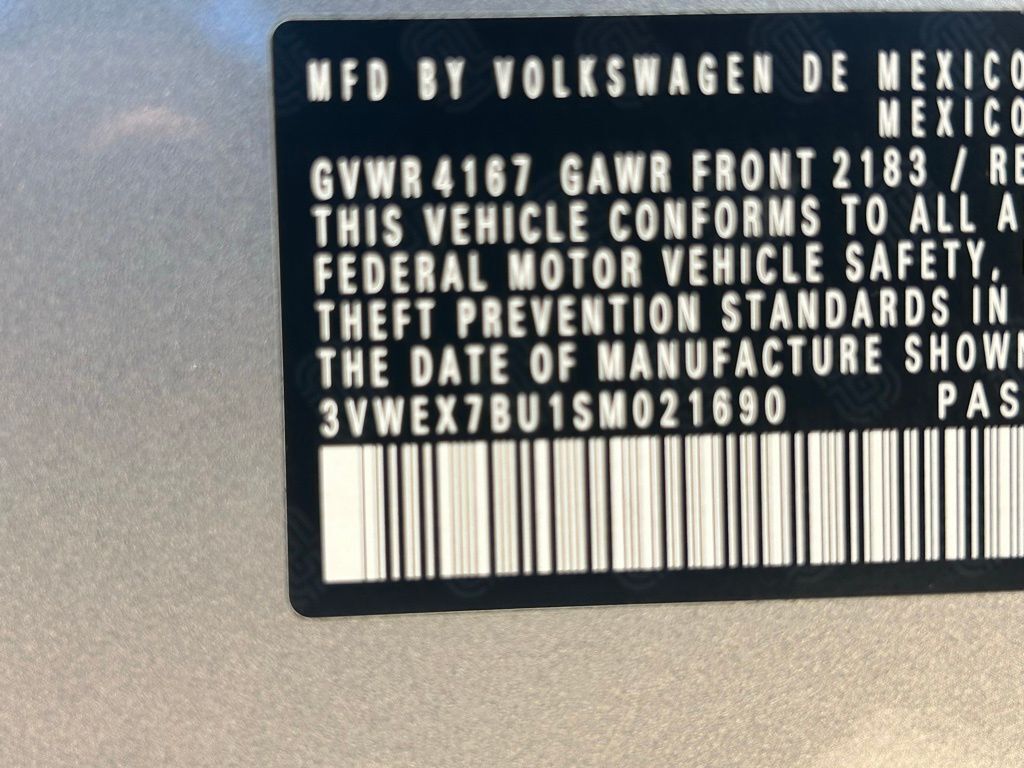 MFD BY VOLKSWAGEN DE MEXICO
MEXICO
GVWR 4167 GAWR FRONT 2183 / RE
THIS VEHICLE CONFORMS TO ALL A
FEDERAL MOTOR VEHICLE SAFETY,
THEFT PREVENTION STANDARDS IN
THE DATE OF MANUFACTURE SHOWN
3VWEX7BU1SM021690 PAS